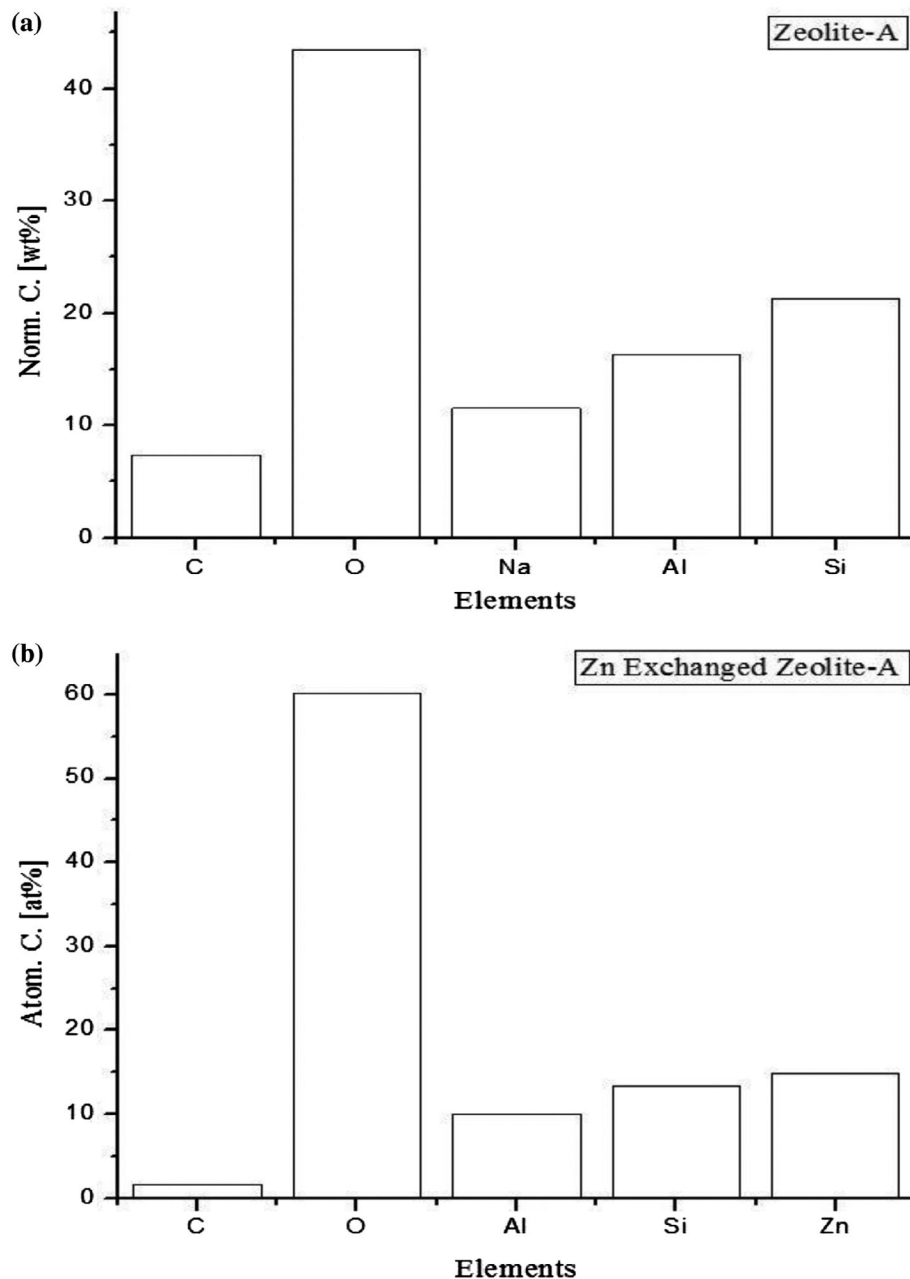 (a)
Zeolite-A
Norm. C. [wt%]
40
30
20
10
0
C O Na Al Si
Elements
(b)
Zn Exchanged Zeolite-A
Atom. C. [at%]
60
50
40
30
20
10
0
C O Al Si Zn
Elements